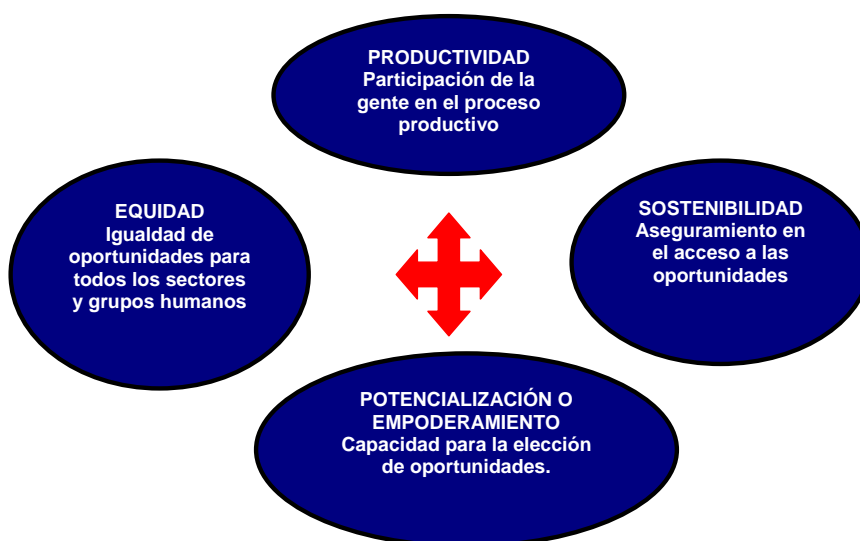 PRODUCTIVIDAD
Participación de la
gente en el proceso
productivo
EQUIDAD
Igualdad de
oportunidades para
todos los sectores
y grupos humanos
SOSTENIBILIDAD
Aseguramiento en
el acceso a las
oportunidades
POTENCIALIZACIÓN O
EMPODERAMIENTO
Capacidad para la elección
de oportunidades.